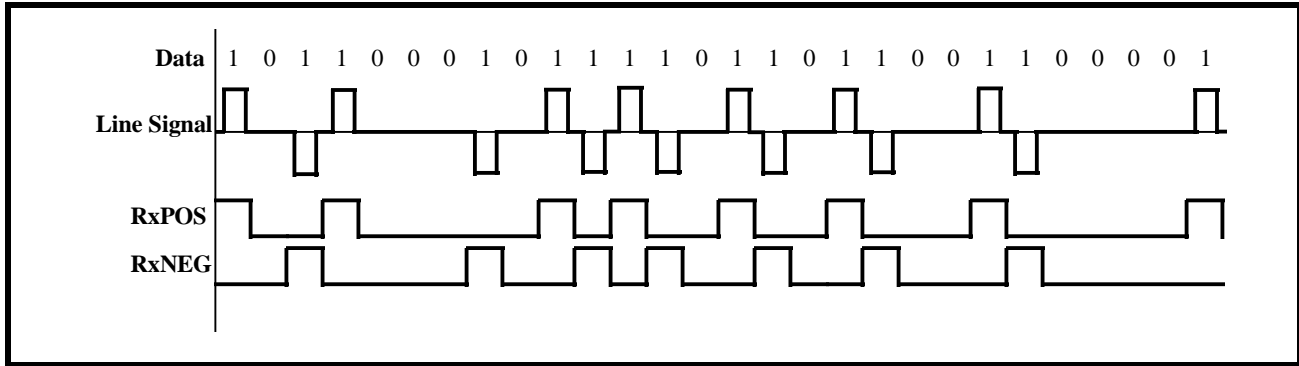 Data 1 0 1 1 0 0 0 1 0 1 1 1 1 0 1 1 0 1 1 0 0 1 1 0 0 0 0 1
Line Signal
RxPOS
RxNEG